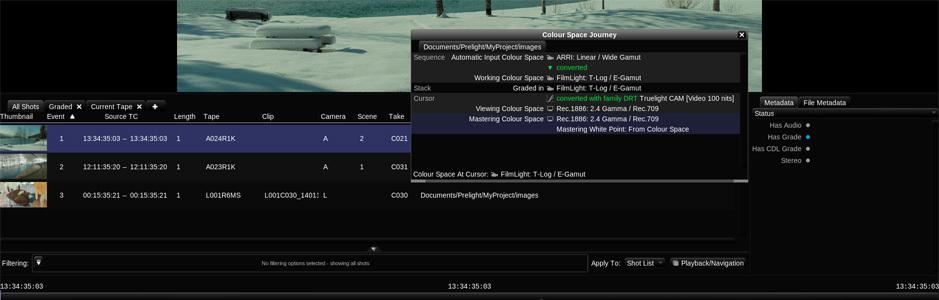 Colour Space Journey
Documents/Prelight/MyProject/images
Sequence Automatic Input Colour Space ARRI: Linear / Wide Gamut
converted
Working Colour Space FilmLight: T-Log / E-Gamut
Stack Graded in FilmLight: T-Log / E-Gamut
Cursor converted with family DRT Truelight CAM [Video 100 nits]
Viewing Colour Space Rec.1886: 2.4 Gamma / Rec.709
Mastering Colour Space Rec.1886: 2.4 Gamma / Rec.709
Mastering White Point: From Colour Space
Colour Space At Cursor: FilmLight: T-Log / E-Gamut
All Shots Graded Current Tape
Thumbnail Event Source TC Length Tape Clip Camera Scene Take
1 13:34:35:03 – 13:34:35:03 1 A024R1K A 2 C021
2 12:11:35:20 – 12:11:35:20 1 A023R1K A 1 C031
3 00:15:35:21 – 00:15:35:21 1 L001R6MS L001C030_1401: L C030 Documents/Prelight/MyProject/images
Metadata File Metadata
Status
Has Audio
Has Grade
Has CDL Grade
Stereo
Filtering: No filtering options selected - showing all shots Apply To: Shot List Playback/Navigation
13:34:35:03 13:34:35:03 13:34:35:03